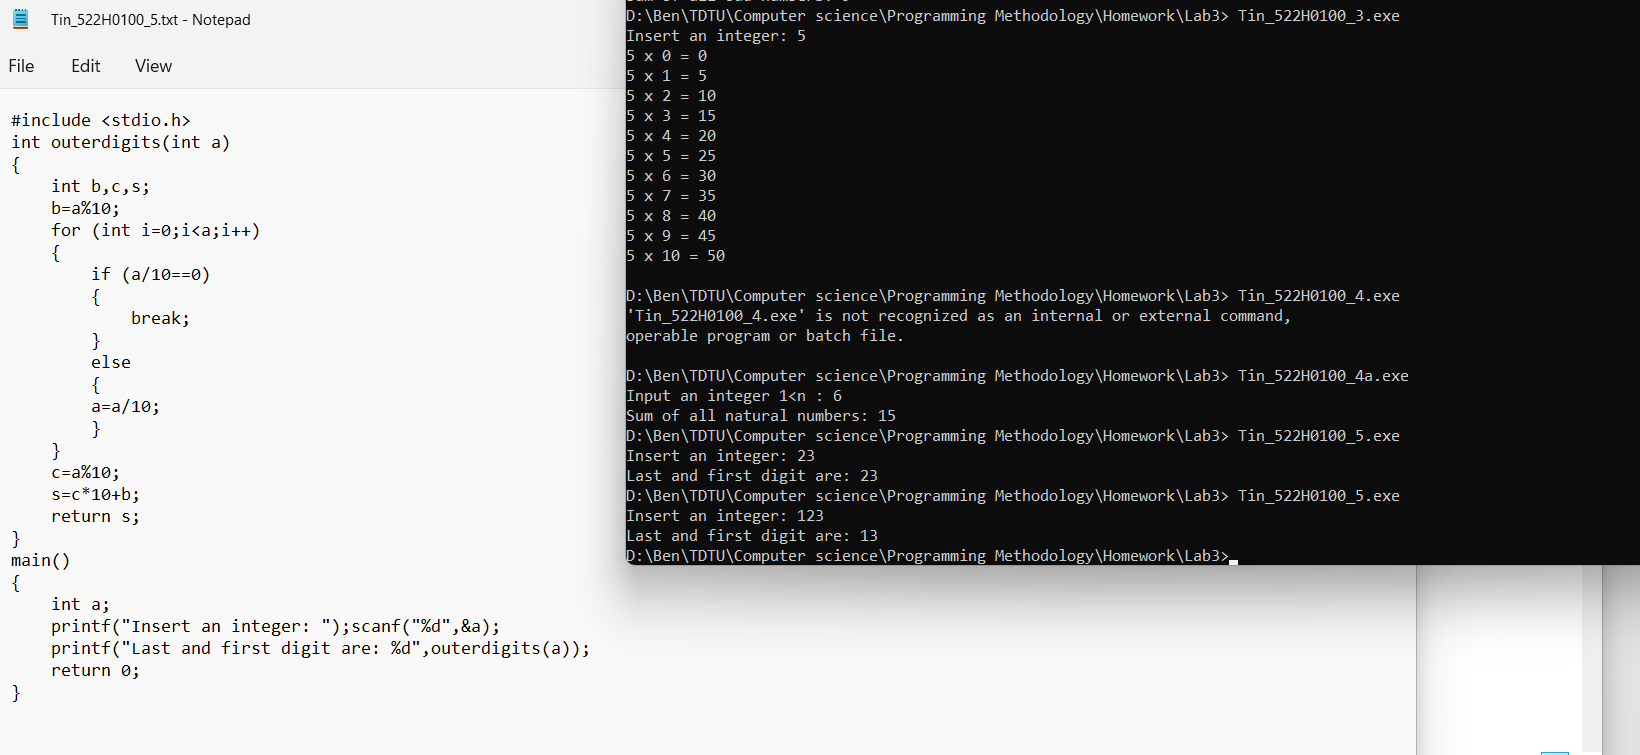 Tin_522H0100_5.txt - Notepad
File Edit View
#include <stdio.h>
int outerdigits(int a)
{
    int b,c,s;
    b=a%10;
    for (int i=0;i<a;i++)
    {
        if (a/10==0)
        {
            break;
        }
        else
        {
        a=a/10;
        }
    }
    c=a%10;
    s=c*10+b;
    return s;
}
main()
{
    int a;
    printf("Insert an integer: ");scanf("%d",&a);
    printf("Last and first digit are: %d",outerdigits(a));
    return 0;
}
D:\Ben\TDTU\Computer science\Programming Methodology\Homework\Lab3> Tin_522H0100_3.exe
Insert an integer: 5
5 x 0 = 0
5 x 1 = 5
5 x 2 = 10
5 x 3 = 15
5 x 4 = 20
5 x 5 = 25
5 x 6 = 30
5 x 7 = 35
5 x 8 = 40
5 x 9 = 45
5 x 10 = 50
D:\Ben\TDTU\Computer science\Programming Methodology\Homework\Lab3> Tin_522H0100_4.exe
'Tin_522H0100_4.exe' is not recognized as an internal or external command,
operable program or batch file.
D:\Ben\TDTU\Computer science\Programming Methodology\Homework\Lab3> Tin_522H0100_4a.exe
Input an integer 1<n : 6
Sum of all natural numbers: 15
D:\Ben\TDTU\Computer science\Programming Methodology\Homework\Lab3> Tin_522H0100_5.exe
Insert an integer: 23
Last and first digit are: 23
D:\Ben\TDTU\Computer science\Programming Methodology\Homework\Lab3> Tin_522H0100_5.exe
Insert an integer: 123
Last and first digit are: 13
D:\Ben\TDTU\Computer science\Programming Methodology\Homework\Lab3>